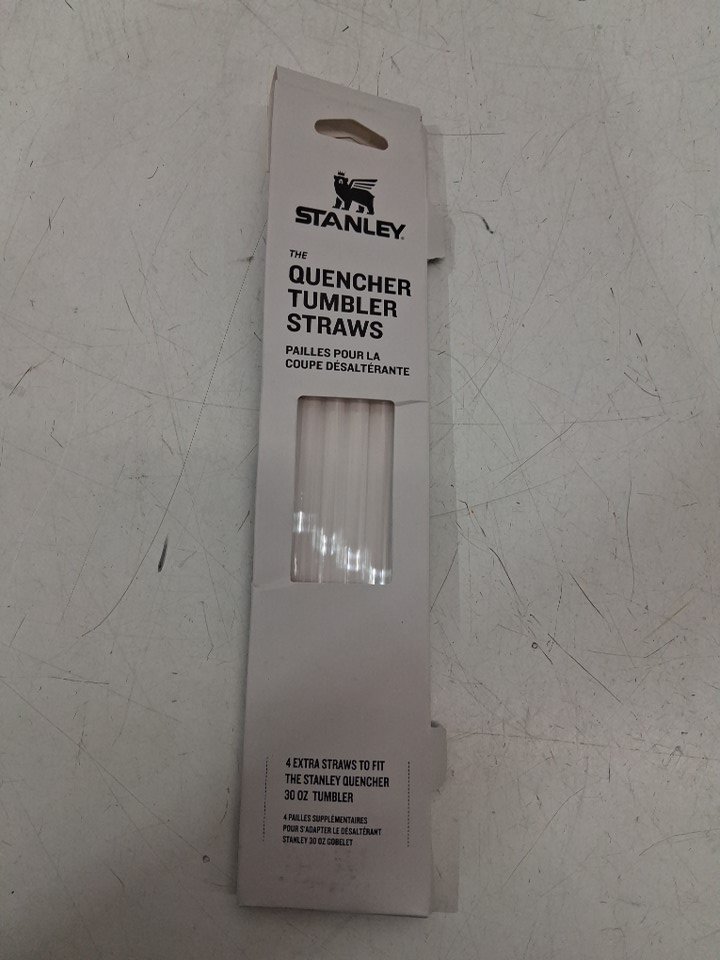 STANLEY
THE
QUENCHER
TUMBLER
STRAWS
PAILLES POUR LA
COUPE DÉSALTÉRANTE
4 EXTRA STRAWS TO FIT
THE STANLEY QUENCHER
30 OZ TUMBLER
4 PAILLES SUPPLÉMENTAIRES
POUR S'ADAPTER LE DÉSALTÉRANT
STANLEY 30 OZ GOBELET